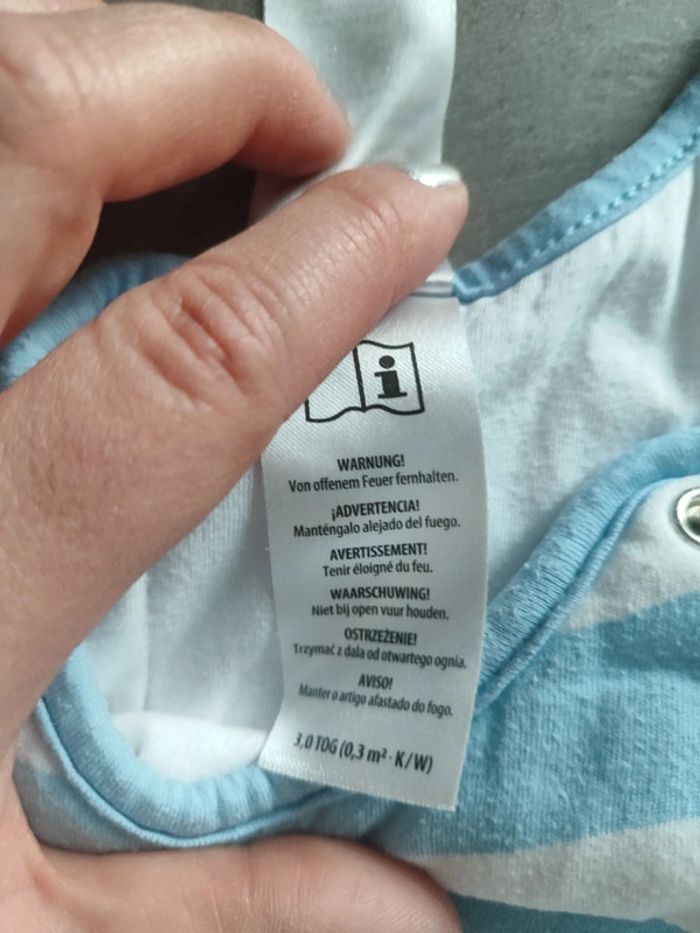 i
WARNUNG!
Von offenem Feuer fernhalten.
¡ADVERTENCIA!
Manténgalo alejado del fuego.
AVERTISSEMENT!
Tenir éloigné du feu.
WAARSCHUWING!
Niet bij open vuur houden.
OSTRZEŻENIE!
Trzymać z dala od otwartego ognia.
AVISO!
Manter o artigo afastado do fogo.
3,0 TOG (0,3 m² · K/W)